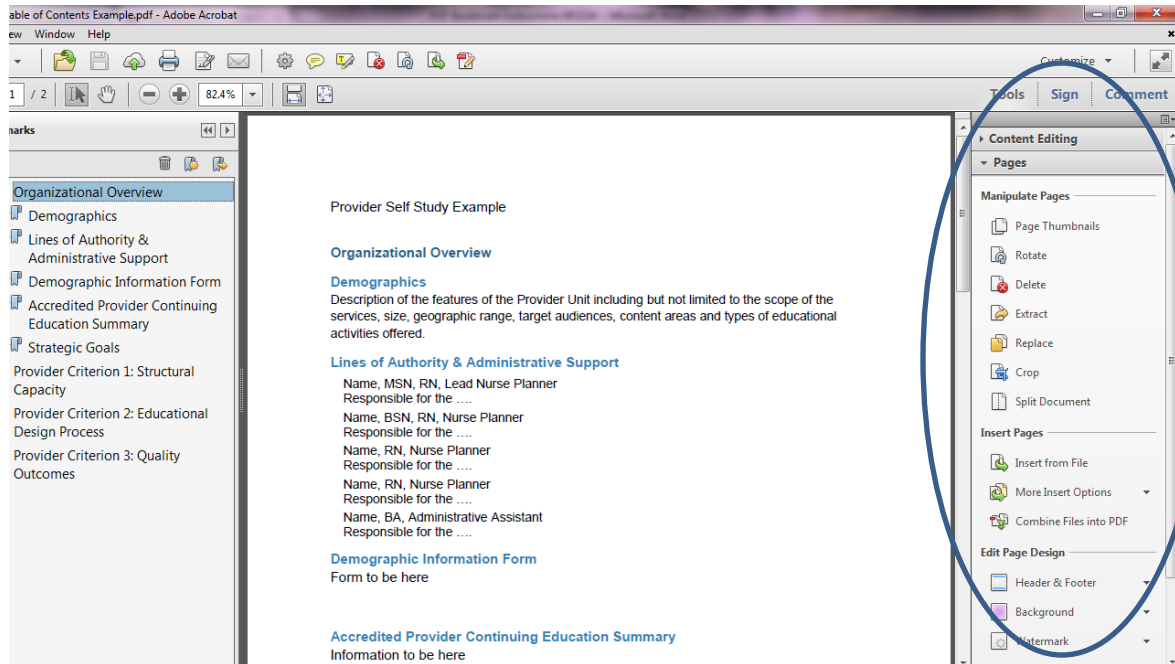 able of Contents Example.pdf - Adobe Acrobat
ew Window Help
Customize
1 / 2 82.4% Tools Sign Comment
narks
Organizational Overview
Demographics
Lines of Authority &
Administrative Support
Demographic Information Form
Accredited Provider Continuing
Education Summary
Strategic Goals
Provider Criterion 1: Structural
Capacity
Provider Criterion 2: Educational
Design Process
Provider Criterion 3: Quality
Outcomes
Provider Self Study Example
Organizational Overview
Demographics
Description of the features of the Provider Unit including but not limited to the scope of the
services, size, geographic range, target audiences, content areas and types of educational
activities offered.
Lines of Authority & Administrative Support
Name, MSN, RN, Lead Nurse Planner
Responsible for the ....
Name, BSN, RN, Nurse Planner
Responsible for the ....
Name, RN, Nurse Planner
Responsible for the ....
Name, RN, Nurse Planner
Responsible for the ....
Name, BA, Administrative Assistant
Responsible for the ....
Demographic Information Form
Form to be here
Accredited Provider Continuing Education Summary
Information to be here
Content Editing
Pages
Manipulate Pages
Page Thumbnails
Rotate
Delete
Extract
Replace
Crop
Split Document
Insert Pages
Insert from File
More Insert Options
Combine Files into PDF
Edit Page Design
Header & Footer
Background
Watermark